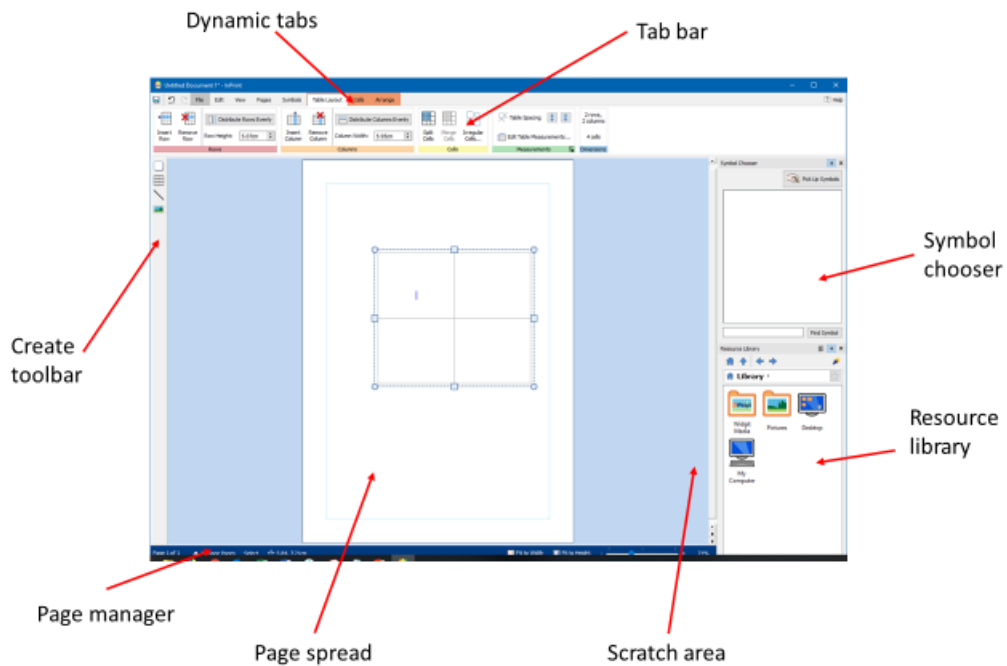 Dynamic tabs
Tab bar
Untitled Document 1* - InPrint
File Edit View Pages Symbols Table Layout Cells Arrange Help
Distribute Rows Evenly Distribute Columns Evenly Table Spacing 2 rows,
2 columns
Insert
Row
Remove
Row
Row Height:
Insert
Column
Remove
Column
Column Width:
Split
Cells
Merge
Cells
Irregular
Cells...
Edit Table Measurements...
4 cells
Rows Columns Cells Measurements Dimensions
Symbol Chooser
Pick Up Symbols
Symbol
chooser
Find Symbol
Create
toolbar
Resource Library
Library
Widgit
Media
Pictures
Desktop
My
Computer
Resource
library
Page 1 of 1 Select Fit to Width Fit to Height
Page manager
Page spread
Scratch area